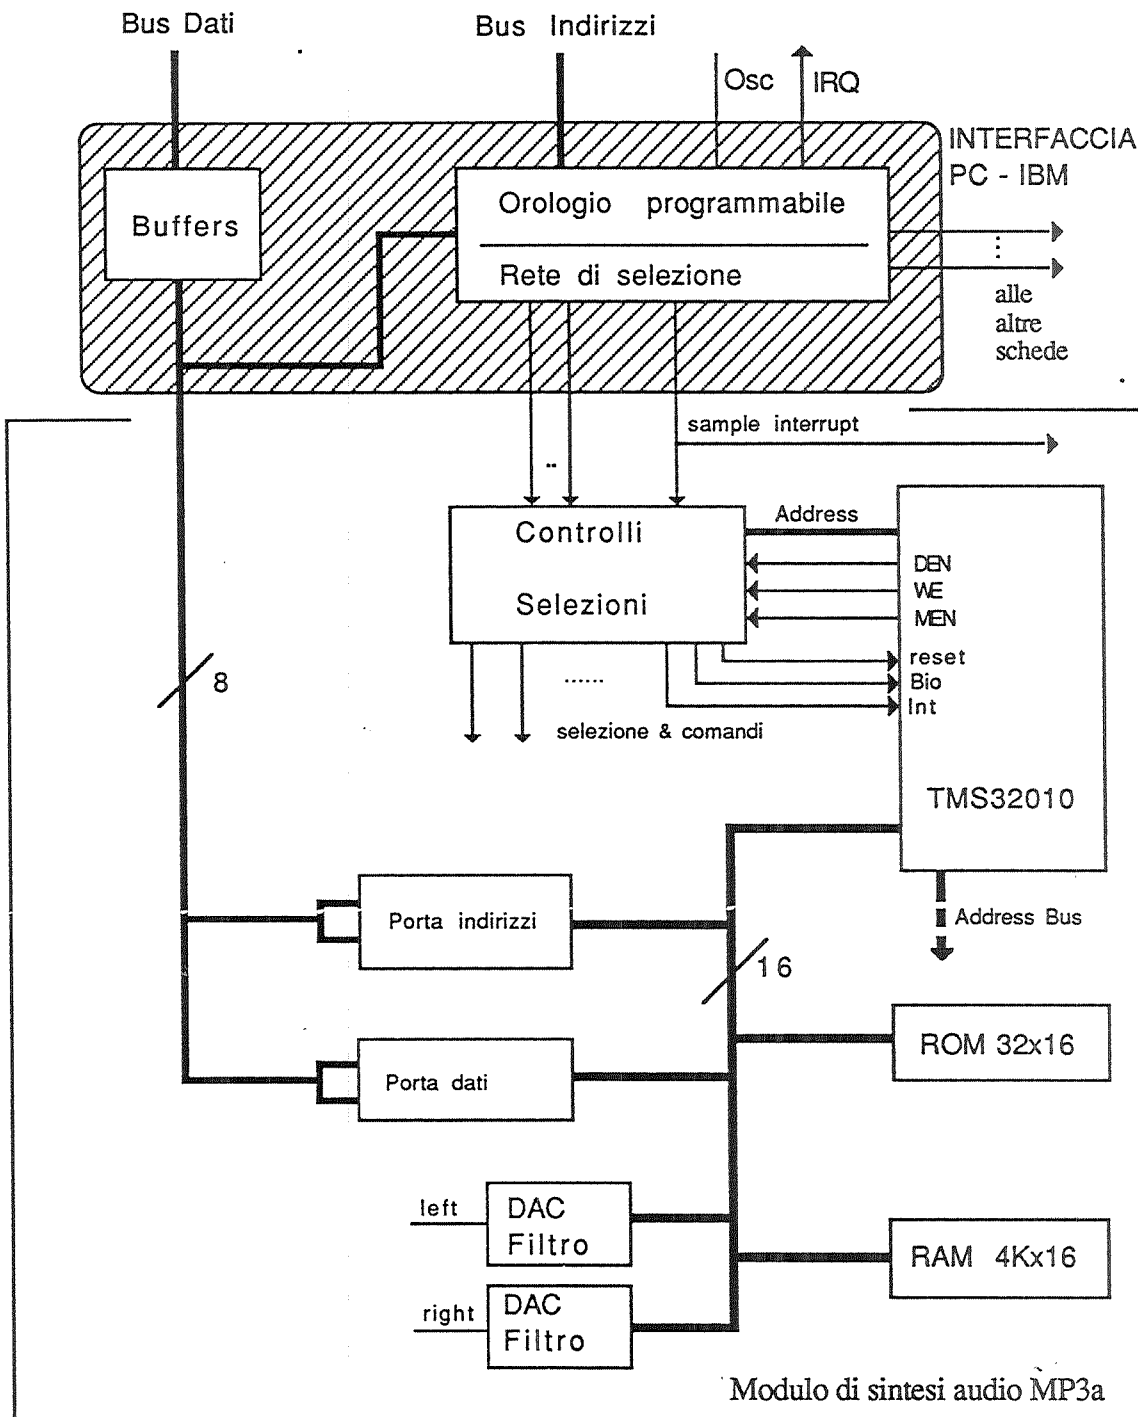 Bus Dati
Bus Indirizzi
Osc
IRQ
INTERFACCIA
PC - IBM
Buffers
Orologio programmabile
Rete di selezione
alle
altre
schede
sample interrupt
Controlli
Selezioni
Address
DEN
WE
MEN
reset
Bio
Int
selezione & comandi
TMS32010
8
Address Bus
Porta indirizzi
16
ROM 32x16
Porta dati
left
DAC
Filtro
RAM 4Kx16
right
DAC
Filtro
Modulo di sintesi audio MP3a